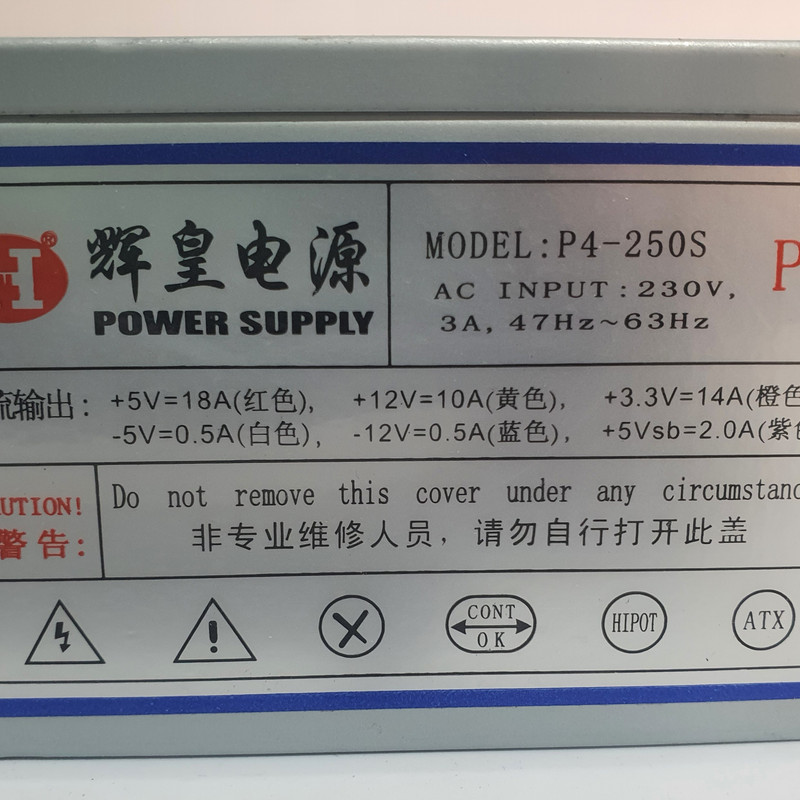 H®
辉皇电源
POWER SUPPLY
MODEL:P4-250S
AC INPUT:230V,
3A, 47Hz~63Hz
P
流输出: +5V=18A(红色), +12V=10A(黄色), +3.3V=14A(橙色
-5V=0.5A(白色), -12V=0.5A(蓝色), +5Vsb=2.0A(紫色
UTION!
警告:
Do not remove this cover under any circumstanc
非专业维修人员, 请勿自行打开此盖
CONT
OK
HIPOT
ATX